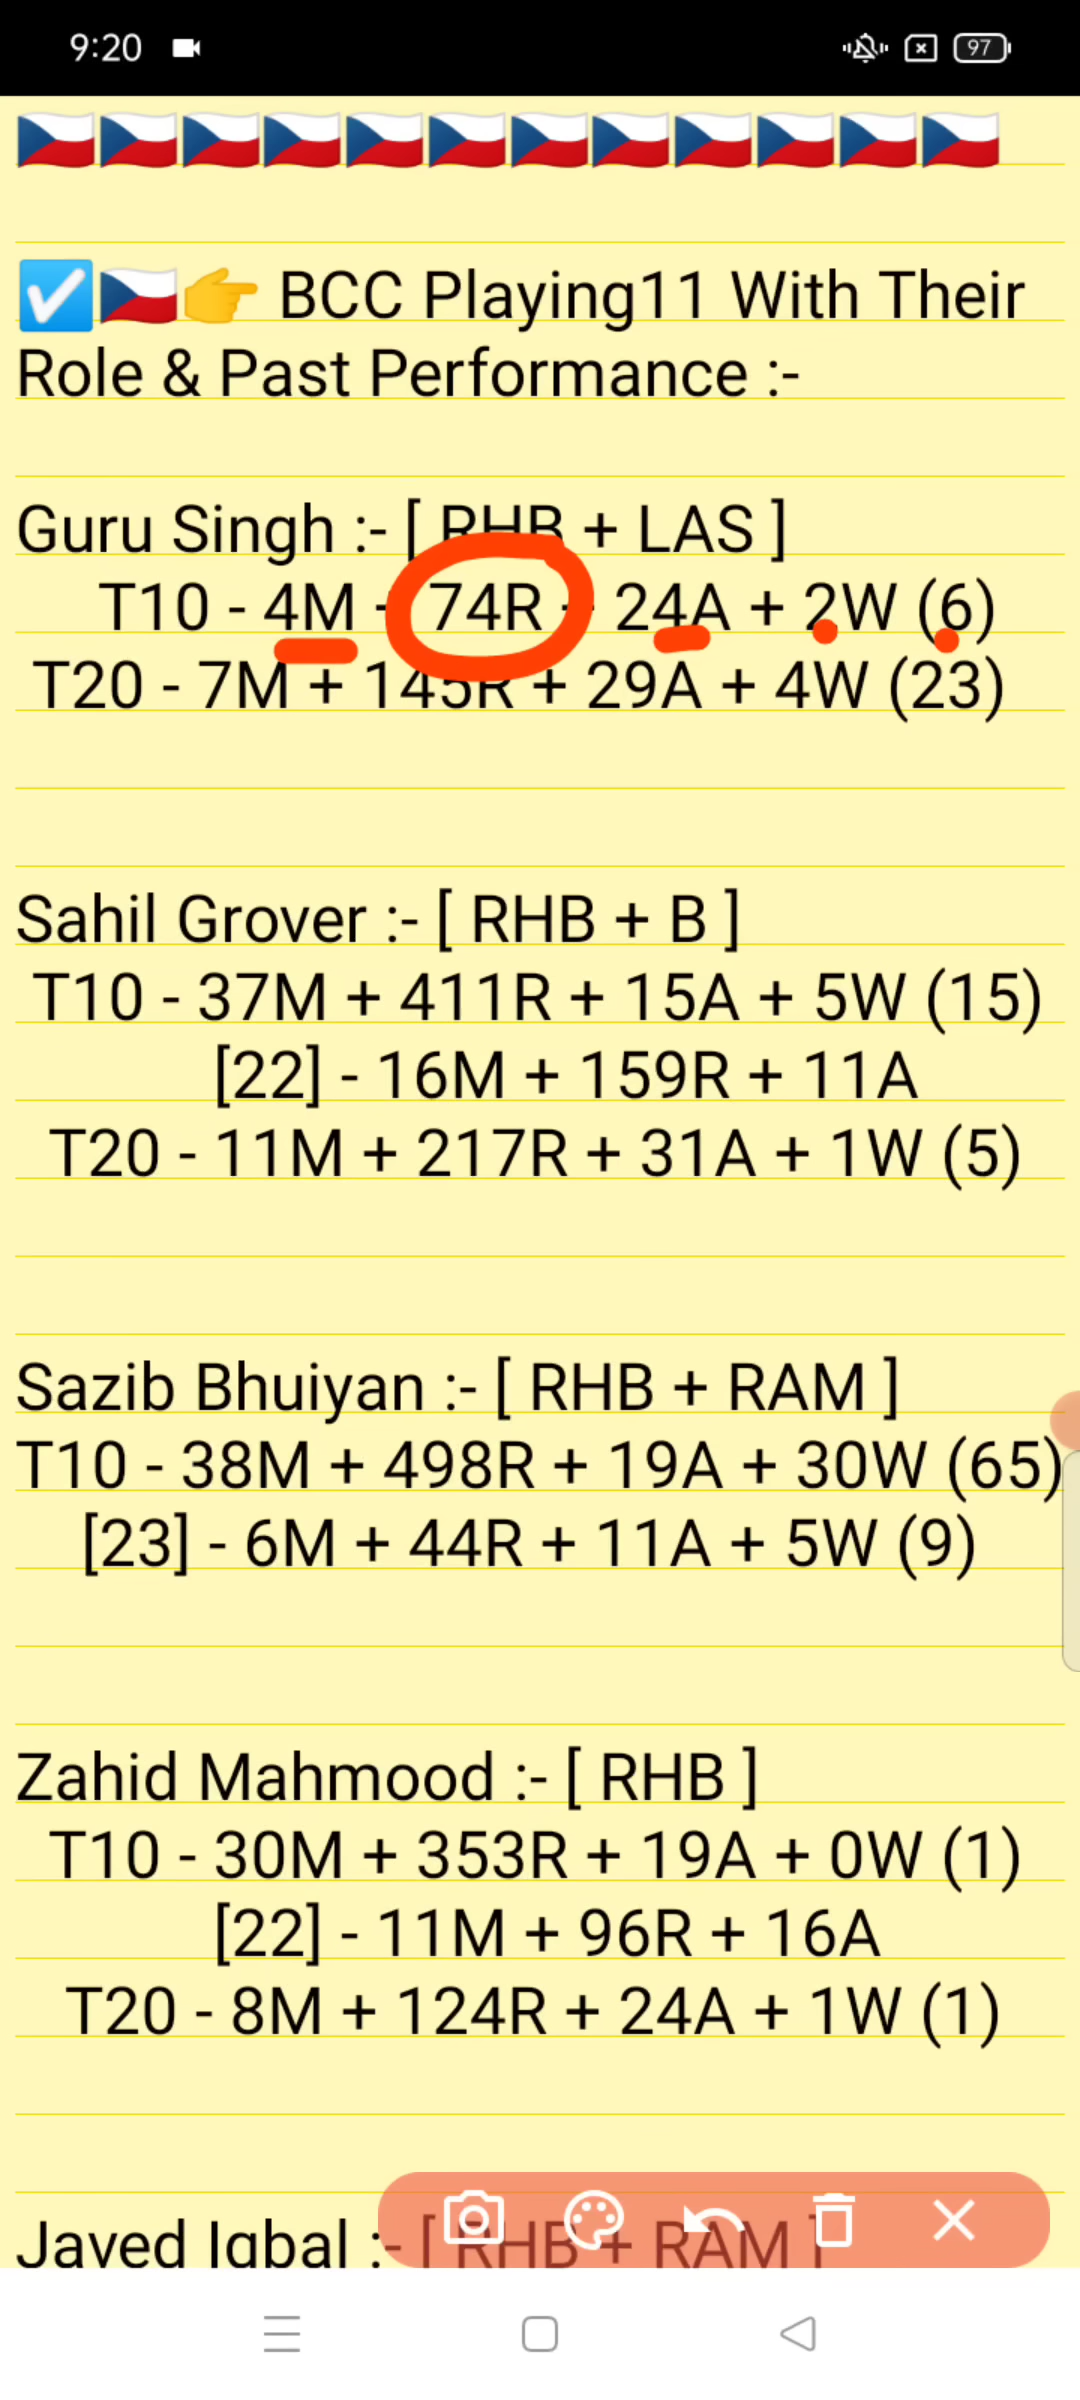 9:20
97
BCC Playing11 With Their
Role & Past Performance :-
Guru Singh :- [ RHB + LAS ]
T10 - 4M + 74R + 24A + 2W (6)
T20 - 7M + 145R + 29A + 4W (23)
Sahil Grover :- [ RHB + B ]
T10 - 37M + 411R + 15A + 5W (15)
[22] - 16M + 159R + 11A
T20 - 11M + 217R + 31A + 1W (5)
Sazib Bhuiyan :- [ RHB + RAM ]
T10 - 38M + 498R + 19A + 30W (65)
[23] - 6M + 44R + 11A + 5W (9)
Zahid Mahmood :- [ RHB ]
T10 - 30M + 353R + 19A + 0W (1)
[22] - 11M + 96R + 16A
T20 - 8M + 124R + 24A + 1W (1)
Javed Iqbal :- [ RHB + RAM ]